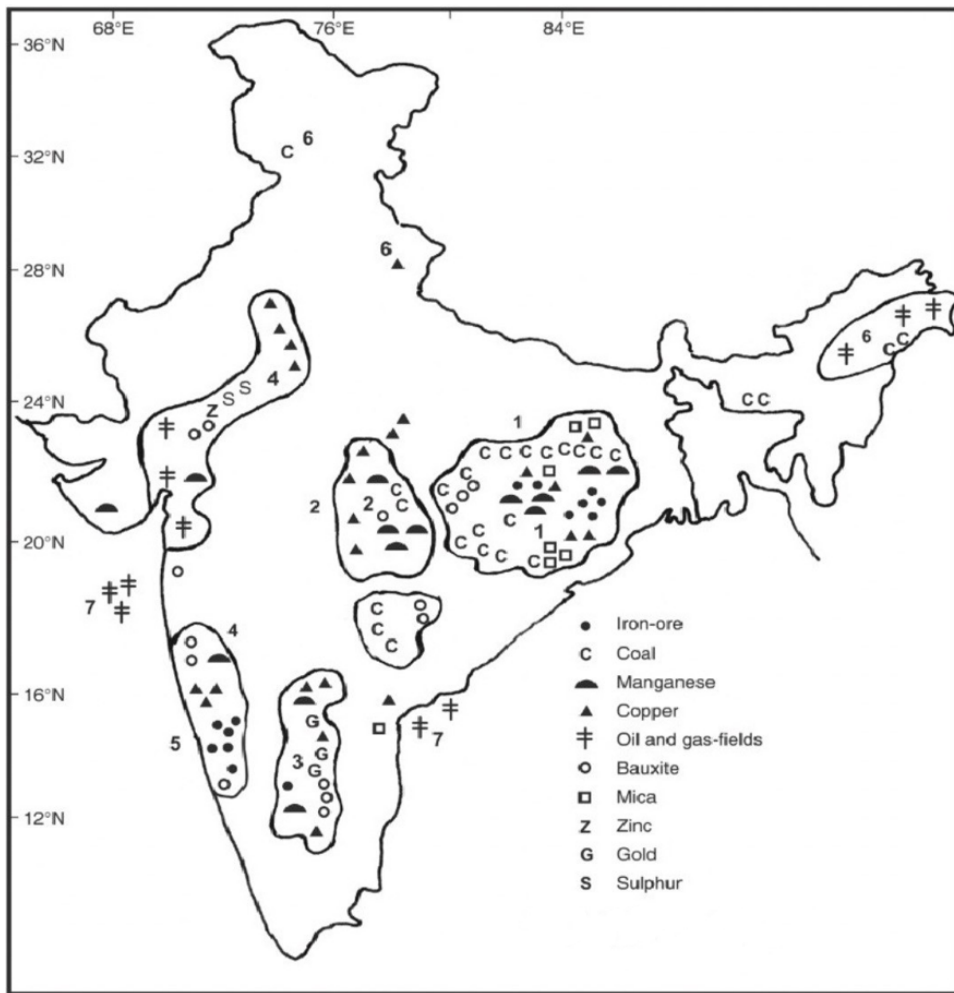 68°E 76°E 84°E
36°N
32°N
28°N
24°N
20°N
16°N
12°N
C 6
6
6
C C
C C
4
S S
Z
1
C C C C C C C C C
C
C
C
1
C C
C C C C
2
2
C
C
7
C
C
C
4
5
G
G
G
3
7
Iron-ore
C Coal
Manganese
Copper
Oil and gas-fields
Bauxite
Mica
Z Zinc
G Gold
S Sulphur